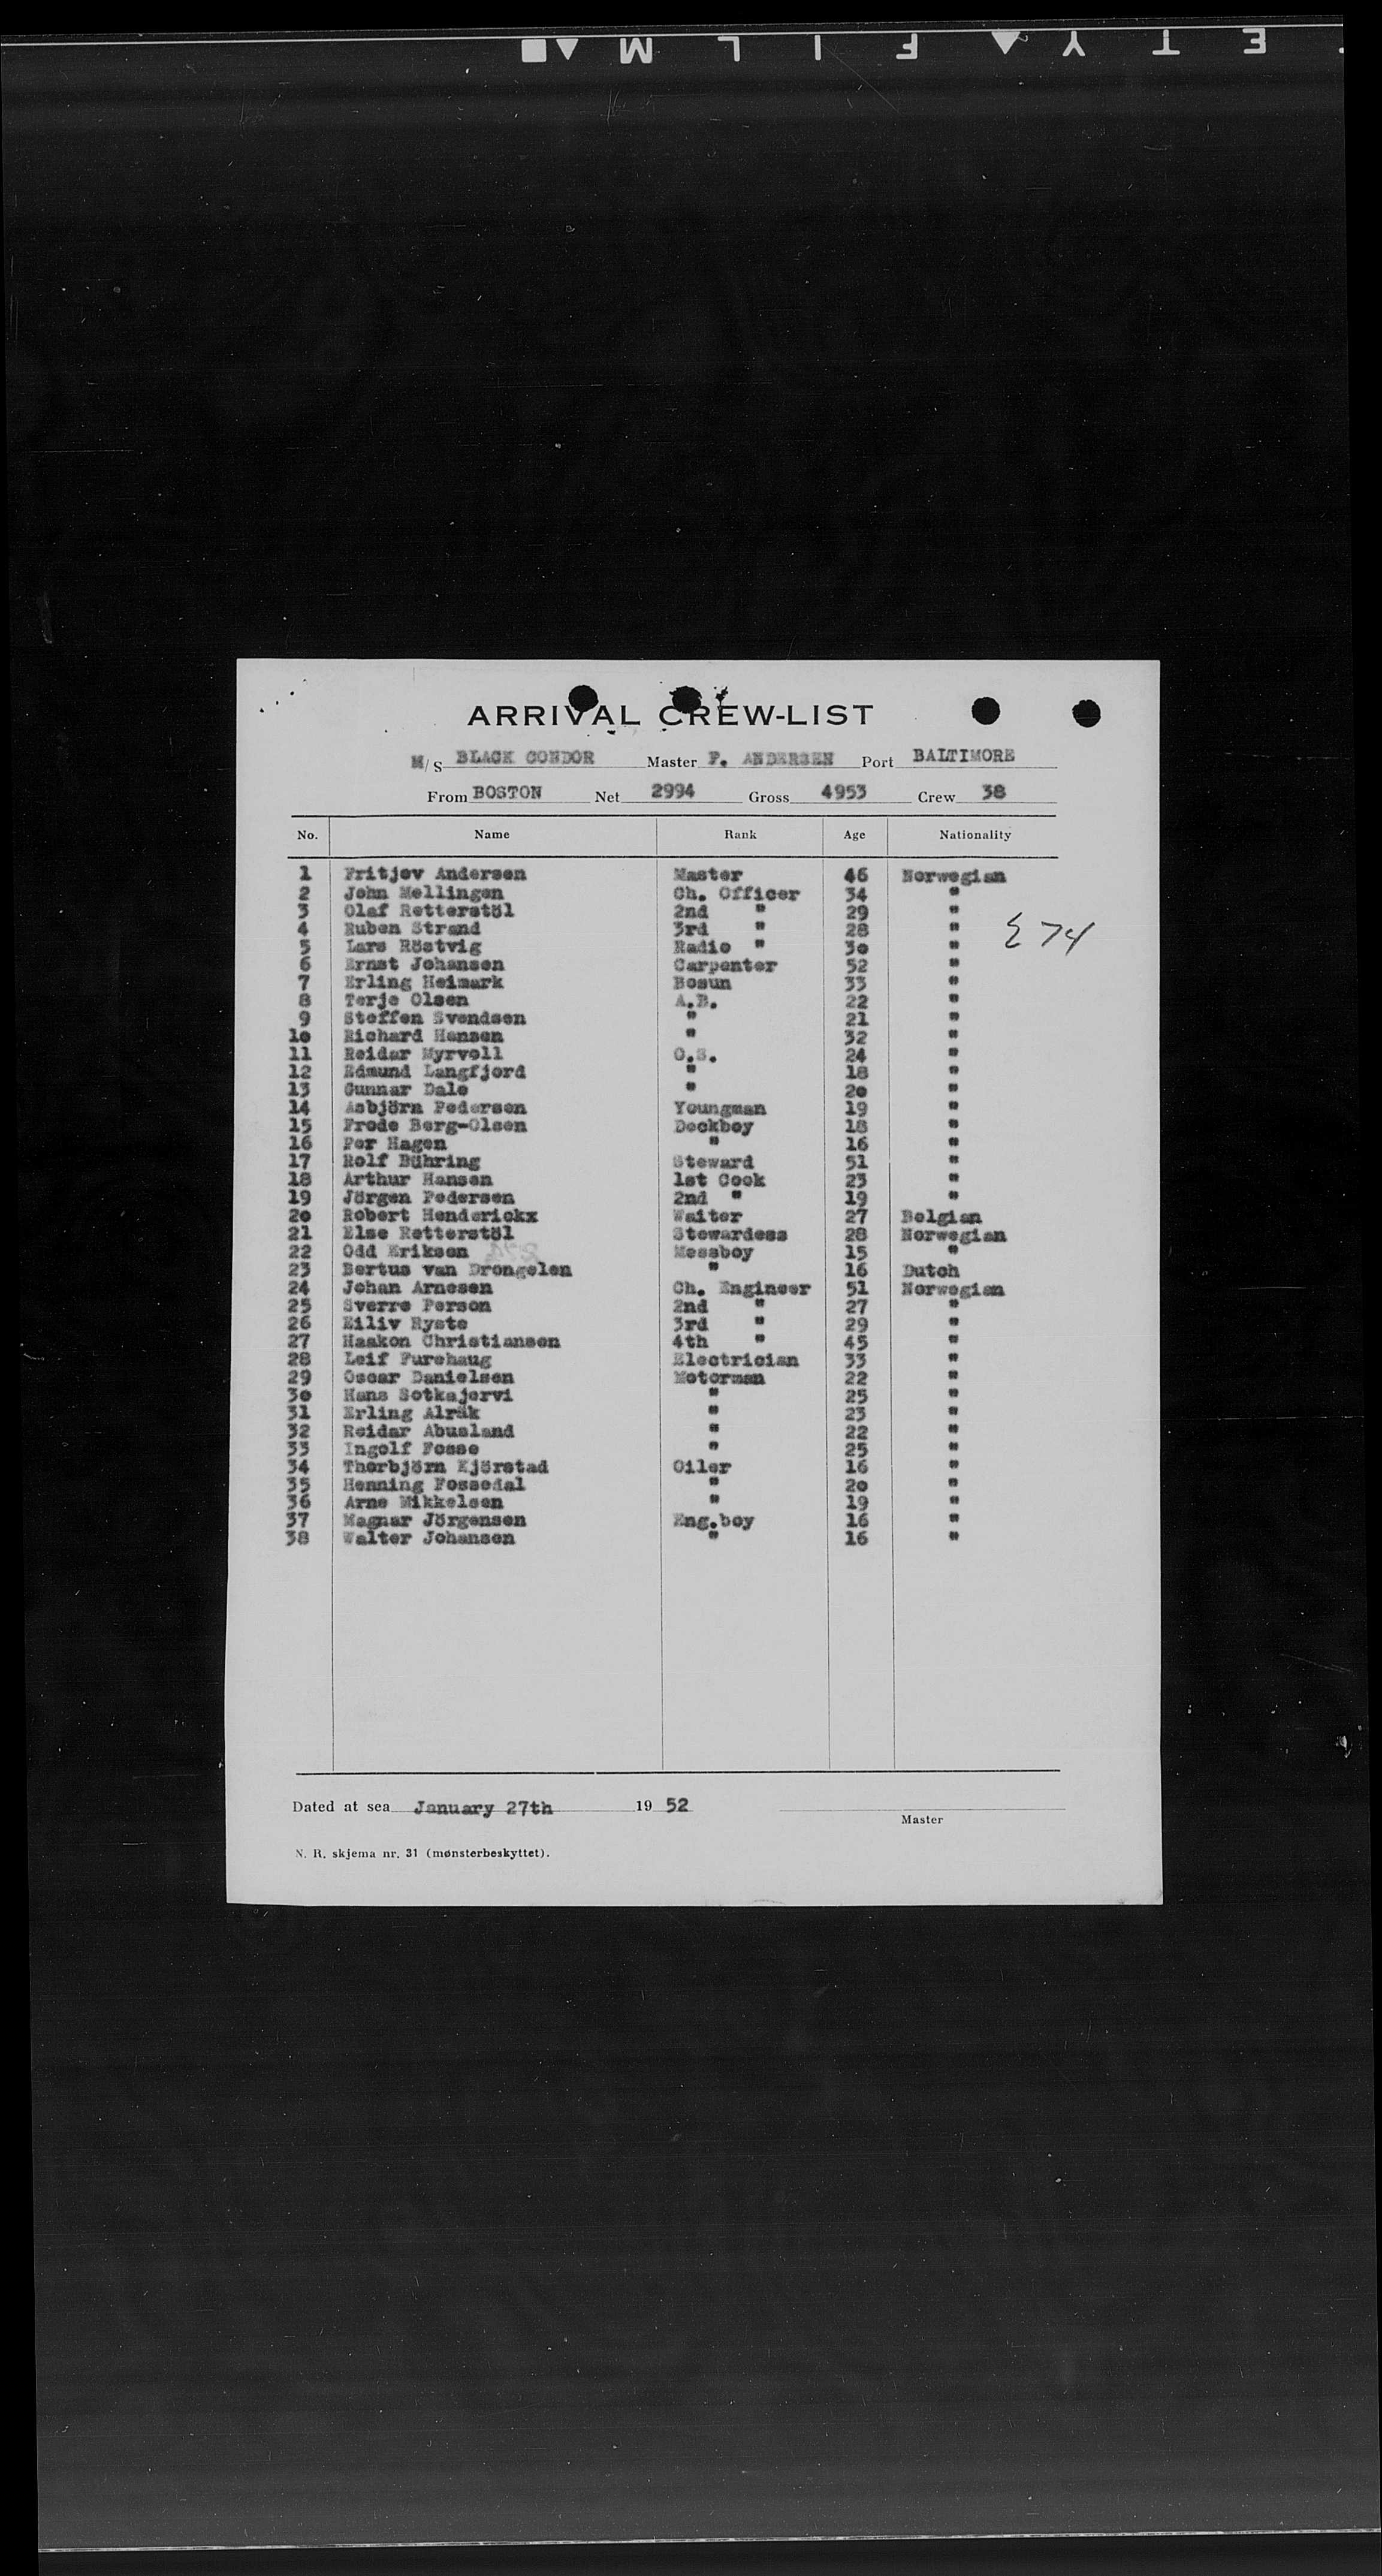 ARRIVAL CREW-LIST
M/S BLACK CONDOR Master F. ANDERSEN Port BALTIMORE
From BOSTON Net 2994 Gross 4953 Crew 38
No. Name Rank Age Nationality
1 Fritjov Andersen Master 46 Norwegian
2 John Mellingen Ch. Officer 34 "
3 Olaf Retterstöl 2nd " 29 "
4 Ruben Strand 3rd " 28 "
5 Lars Röstvig Radio " 3o "
6 Ernst Johansen Carpenter 52 "
7 Erling Heimark Bosun 33 "
8 Terje Olsen A.B. 22 "
9 Steffen Svendsen " 21 "
1o Richard Hansen " 32 "
11 Reidar Myrvoll O.S. 24 "
12 Edmund Langfjord " 18 "
13 Gunnar Dale " 2o "
14 Asbjörn Pedersen Youngman 19 "
15 Frode Berg-Olsen Deckboy 18 "
16 Per Hagen " 16 "
17 Rolf Bühring Steward 51 "
18 Arthur Hansen 1st Cook 23 "
19 Jörgen Pedersen 2nd " 19 "
2o Robert Henderickx Waiter 27 Belgian
21 Else Retterstöl Stewardess 28 Norwegian
22 Odd Eriksen Messboy 15 "
23 Bertus van Drongelen " 16 Dutch
24 Johan Arnesen Ch. Engineer 51 Norwegian
25 Sverre Person 2nd " 27 "
26 Eiliv Ryste 3rd " 29 "
27 Haakon Christiansen 4th " 45 "
28 Leif Furehaug Electrician 33 "
29 Oscar Danielsen Motorman 22 "
3o Hans Sotkajervi " 25 "
31 Erling Alräk " 23 "
32 Reidar Abusland " 22 "
33 Ingolf Fosse " 25 "
34 Thorbjörn Kjörstad Oiler 16 "
35 Henning Fossedal " 2o "
36 Arne Mikkelsen " 19 "
37 Magnar Jörgensen Eng.boy 16 "
38 Walter Johansen " 16 "
Dated at sea January 27th 19 52
Master
N. R. skjema nr. 31 (mønsterbeskyttet).